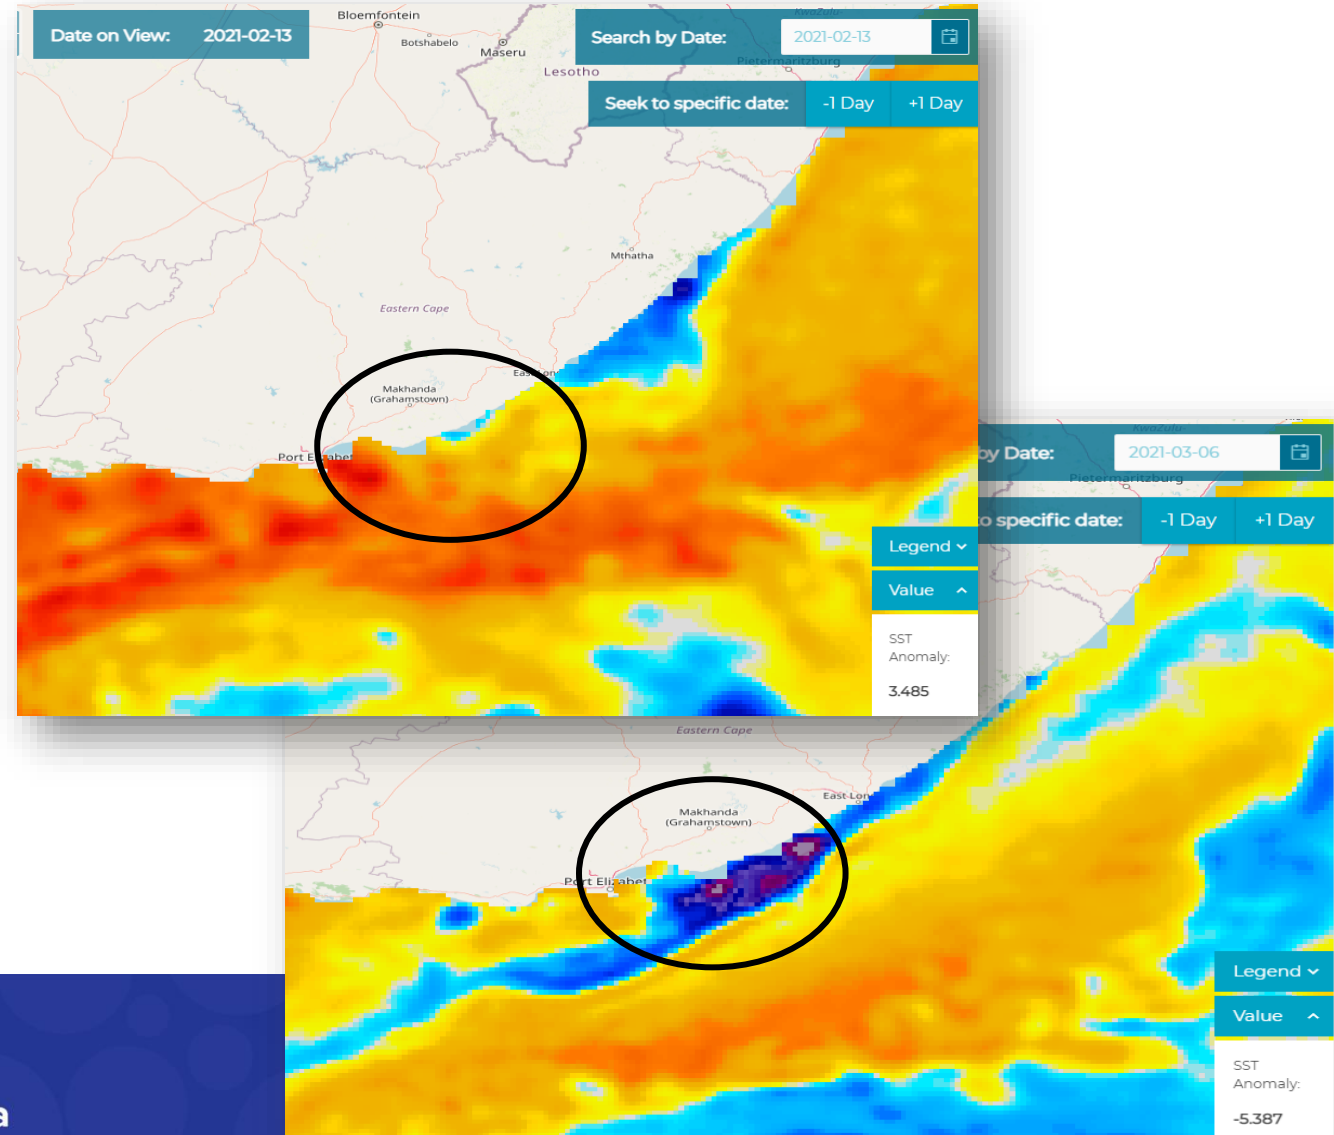 Bloemfontein
Date on View: 2021-02-13
Botshabelo
Maseru
Lesotho
Search by Date: 2021-02-13
Pietermaritzburg
Seek to specific date: -1 Day +1 Day
Mthatha
Eastern Cape
Makhanda
(Grahamstown)
Port Elizabet
Legend
Value
SST
Anomaly:
3.485
by Date: 2021-03-06
Pietermaritzburg
o specific date: -1 Day +1 Day
Eastern Cape
East Lon
Makhanda
(Grahamstown)
Port Elizabet
Legend
Value
SST
Anomaly:
-5.387
a